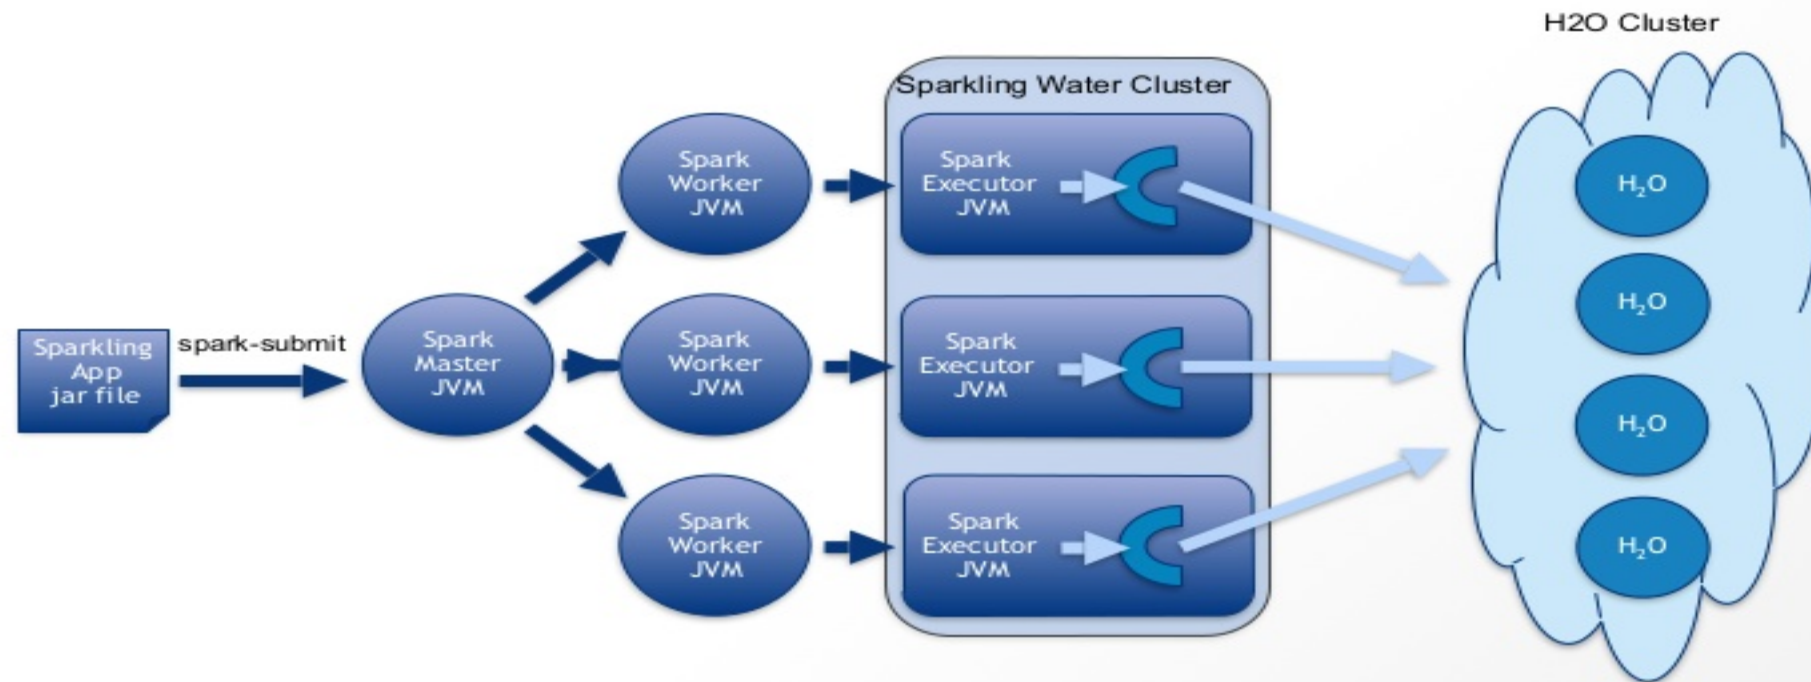 H2O Cluster
Sparkling Water Cluster
Spark
Worker
JVM
Spark
Executor
JVM
H₂O
H₂O
Sparkling
App
jar file
spark-submit
Spark
Master
JVM
Spark
Worker
JVM
Spark
Executor
JVM
H₂O
Spark
Worker
JVM
Spark
Executor
JVM
H₂O